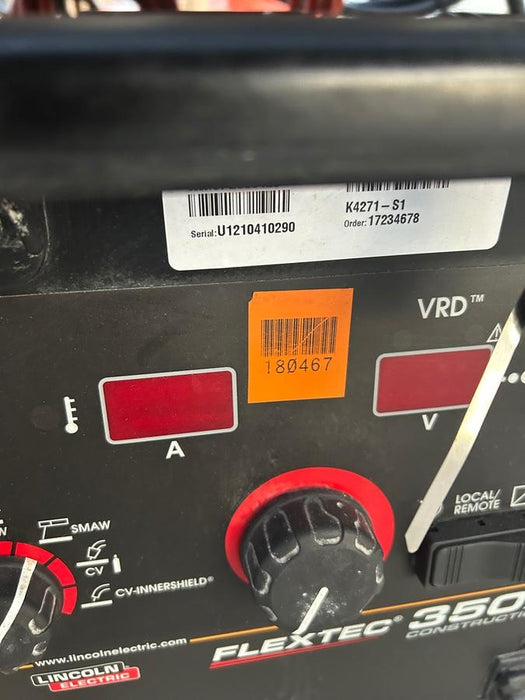 K4271-S1
Serial:U1210410290
Order: 17234678
VRD™
180467
A
V
LOCAL/
REMOTE
SMAW
CV
CV-INNERSHIELD®
www.lincolnelectric.com
FLEXTEC® 350
LINCOLN
ELECTRIC